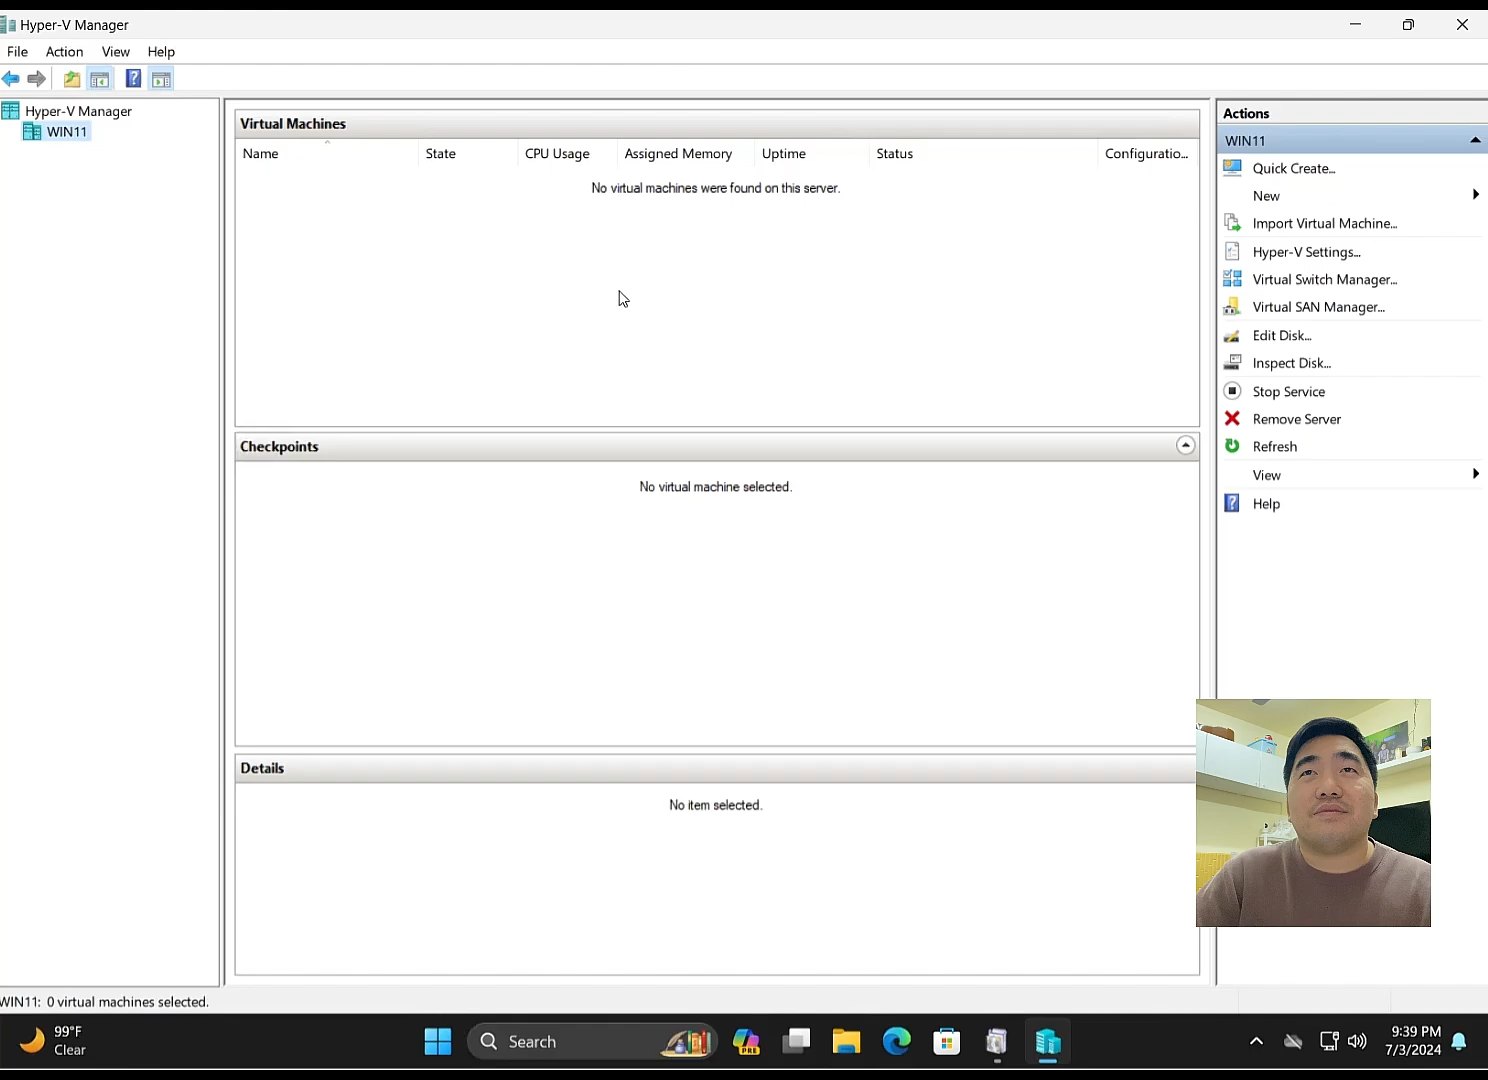 Hyper-V Manager
File Action View Help
?
Hyper-V Manager
WIN11
Virtual Machines
Name State CPU Usage Assigned Memory Uptime Status Configuratio...
No virtual machines were found on this server.
Checkpoints
No virtual machine selected.
Details
No item selected.
Actions
WIN11
Quick Create...
New
Import Virtual Machine...
Hyper-V Settings...
Virtual Switch Manager...
Virtual SAN Manager...
Edit Disk...
Inspect Disk...
Stop Service
Remove Server
Refresh
View
? Help
WIN11: 0 virtual machines selected.
99°F
Clear
Search
PRE
9:39 PM
7/3/2024